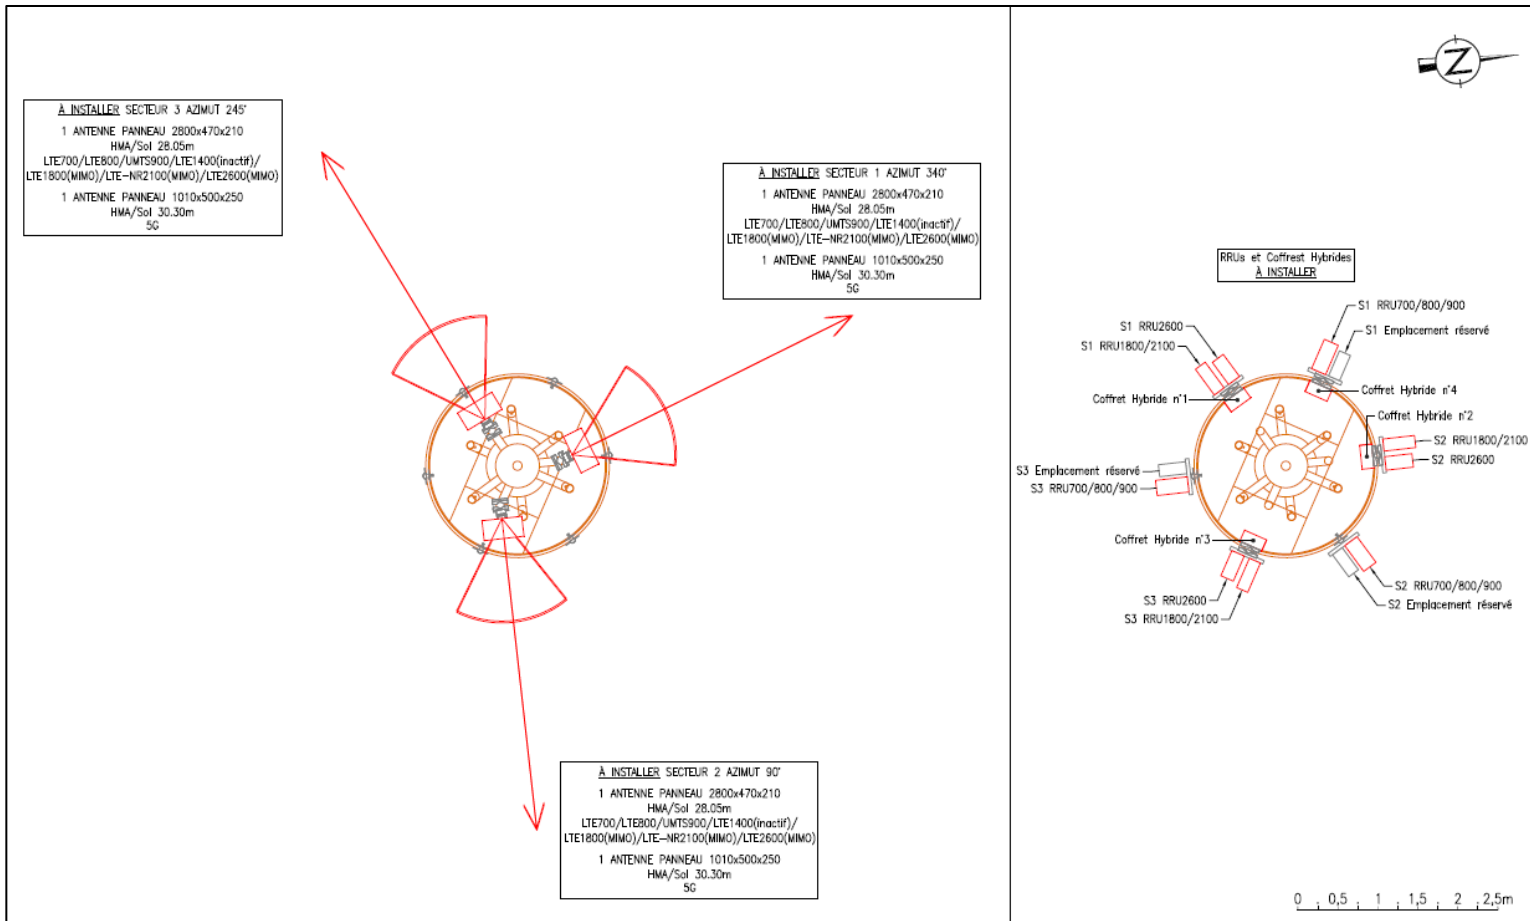 À INSTALLER SECTEUR 3 AZIMUT 245°
1 ANTENNE PANNEAU 2800x470x210
HMA/Sol 28.05m
LTE700/LTE800/UMTS900/LTE1400(inactif)/
LTE1800(MIMO)/LTE-NR2100(MIMO)/LTE2600(MIMO)
1 ANTENNE PANNEAU 1010x500x250
HMA/Sol 30.30m
5G
À INSTALLER SECTEUR 1 AZIMUT 340°
1 ANTENNE PANNEAU 2800x470x210
HMA/Sol 28.05m
LTE700/LTE800/UMTS900/LTE1400(inactif)/
LTE1800(MIMO)/LTE-NR2100(MIMO)/LTE2600(MIMO)
1 ANTENNE PANNEAU 1010x500x250
HMA/Sol 30.30m
5G
À INSTALLER SECTEUR 2 AZIMUT 90°
1 ANTENNE PANNEAU 2800x470x210
HMA/Sol 28.05m
LTE700/LTE800/UMTS900/LTE1400(inactif)/
LTE1800(MIMO)/LTE-NR2100(MIMO)/LTE2600(MIMO)
1 ANTENNE PANNEAU 1010x500x250
HMA/Sol 30.30m
5G
N
RRUs et Coffrest Hybrides
À INSTALLER
S1 RRU700/800/900
S1 Emplacement réservé
S1 RRU2600
S1 RRU1800/2100
Coffret Hybride n°1
Coffret Hybride n°4
Coffret Hybride n°2
S2 RRU1800/2100
S2 RRU2600
S3 Emplacement réservé
S3 RRU700/800/900
Coffret Hybride n°3
S2 RRU700/800/900
S2 Emplacement réservé
S3 RRU2600
S3 RRU1800/2100
0 0,5 1 1,5 2 2,5m